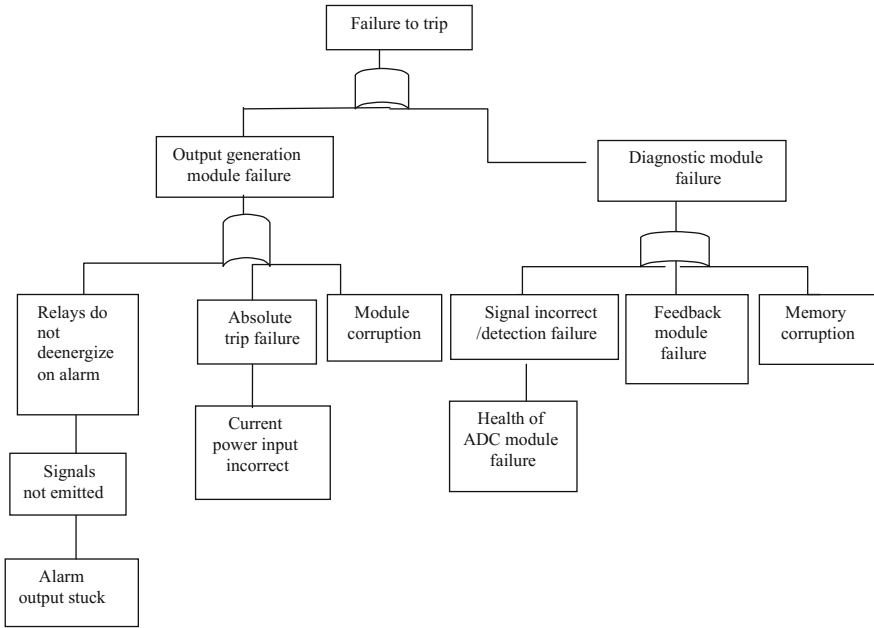 Failure to trip
Output generation
module failure
Diagnostic module
failure
Relays do
not
deenergize
on alarm
Absolute
trip failure
Module
corruption
Signal incorrect
/detection failure
Feedback
module
failure
Memory
corruption
Current
power input
incorrect
Health of
ADC module
failure
Signals
not emitted
Alarm
output stuck